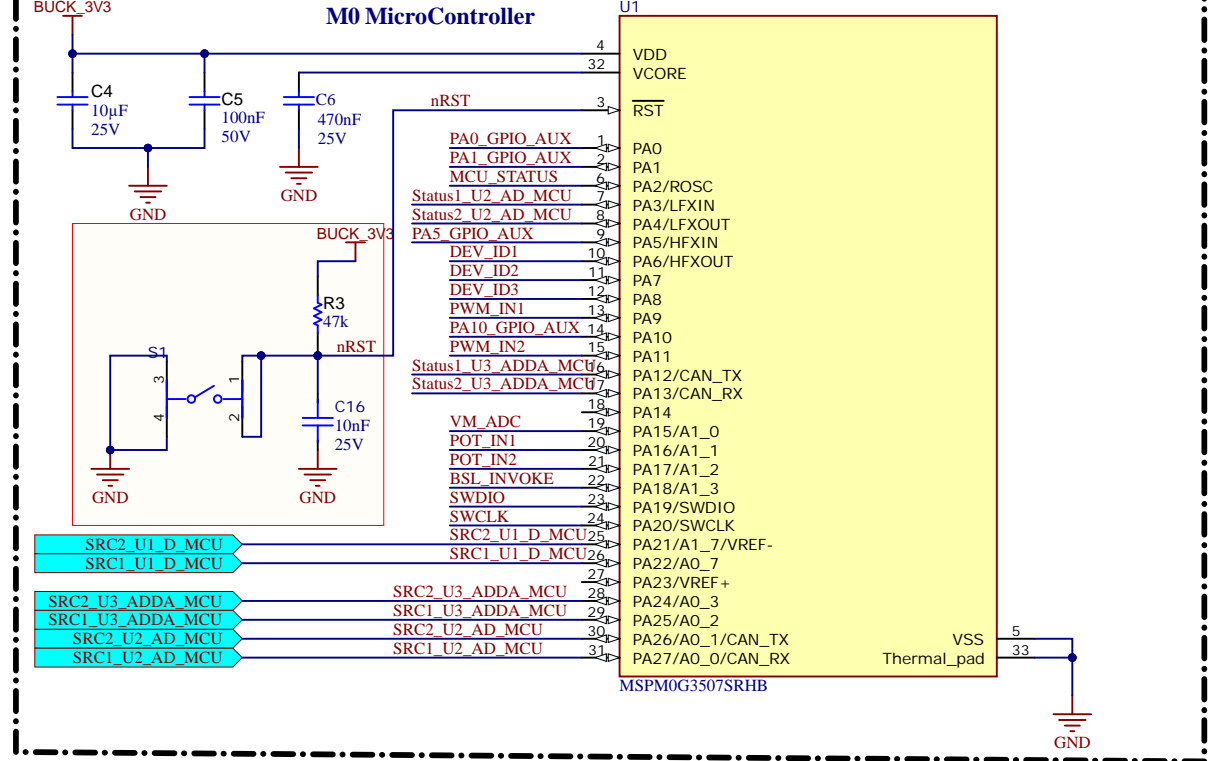 BUCK_3V3
M0 MicroController
U1
C4
10µF
25V
C5
100nF
50V
C6
470nF
25V
GND
GND
nRST
4 VDD
32 VCORE
3 RST
PA0_GPIO_AUX 1 PA0
PA1_GPIO_AUX 2 PA1
MCU_STATUS 6 PA2/ROSC
Status1_U2_AD_MCU 7 PA3/LFXIN
Status2_U2_AD_MCU 8 PA4/LFXOUT
PA5_GPIO_AUX 9 PA5/HFXIN
DEV_ID1 10 PA6/HFXOUT
DEV_ID2 11 PA7
DEV_ID3 12 PA8
PWM_IN1 13 PA9
PA10_GPIO_AUX 14 PA10
PWM_IN2 15 PA11
Status1_U3_ADDA_MCU 16 PA12/CAN_TX
Status2_U3_ADDA_MCU 17 PA13/CAN_RX
18 PA14
VM_ADC 19 PA15/A1_0
POT_IN1 20 PA16/A1_1
POT_IN2 21 PA17/A1_2
BSL_INVOKE 22 PA18/A1_3
SWDIO 23 PA19/SWDIO
SWCLK 24 PA20/SWCLK
SRC2_U1_D_MCU SRC2_U1_D_MCU 25 PA21/A1_7/VREF-
SRC1_U1_D_MCU SRC1_U1_D_MCU 26 PA22/A0_7
27 PA23/VREF+
SRC2_U3_ADDA_MCU SRC2_U3_ADDA_MCU 28 PA24/A0_3
SRC1_U3_ADDA_MCU SRC1_U3_ADDA_MCU 29 PA25/A0_2
SRC2_U2_AD_MCU SRC2_U2_AD_MCU 30 PA26/A0_1/CAN_TX
SRC1_U2_AD_MCU SRC1_U2_AD_MCU 31 PA27/A0_0/CAN_RX
VSS 5
Thermal_pad 33
MSPM0G3507SRHB
GND
BUCK_3V3
R3
47k
nRST
S1
3
4
1
2
C16
10nF
25V
GND
GND